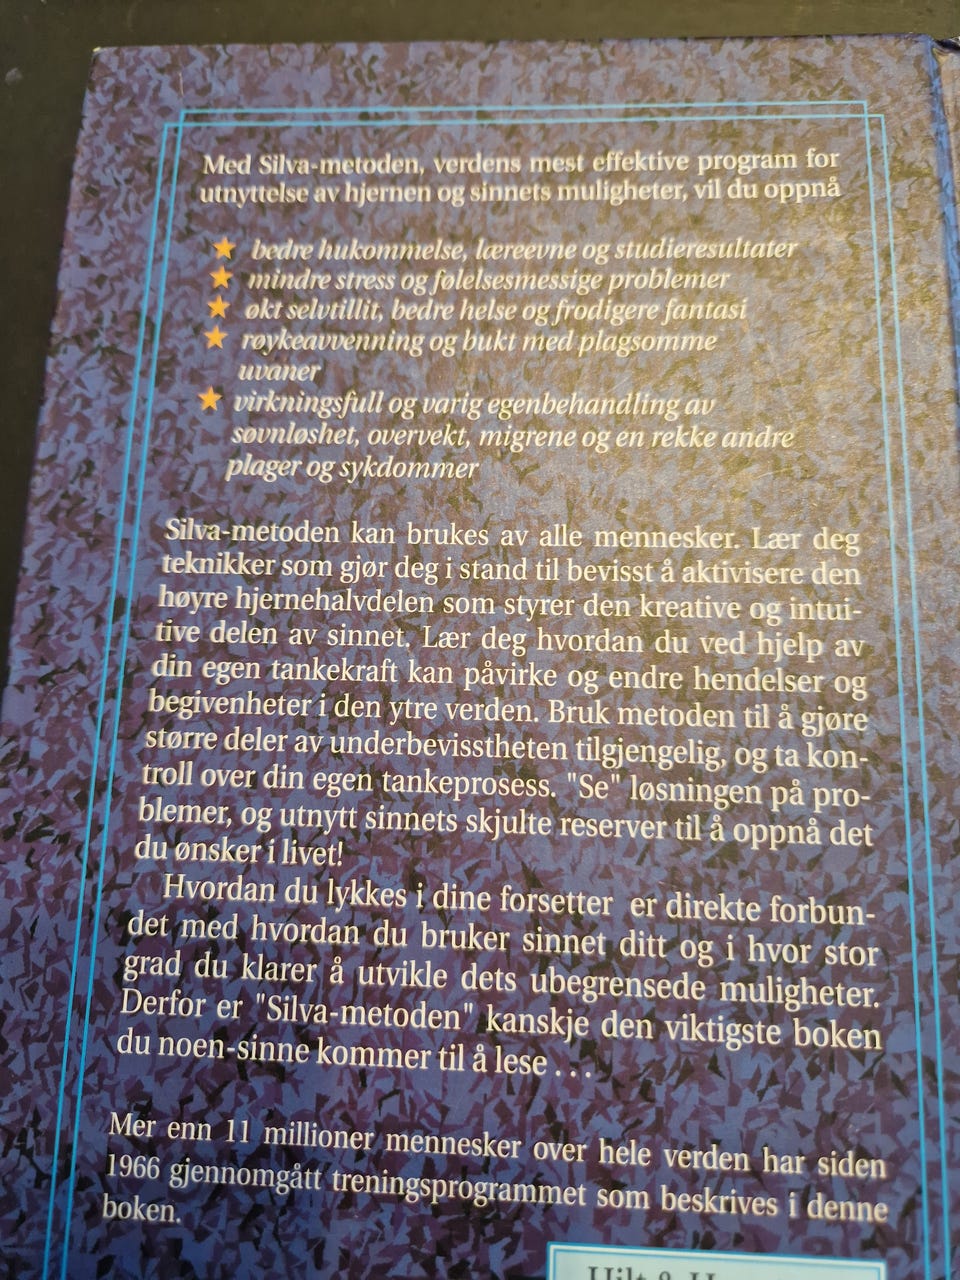 Med Silva-metoden, verdens mest effektive program for
utnyttelse av hjernen og sinnets muligheter, vil du oppnå
bedre hukommelse, læreevne og studieresultater
mindre stress og følelsesmessige problemer
økt selvtillit, bedre helse og frodigere fantasi
røykeavvenning og bukt med plagsomme
uvaner
virkningsfull og varig egenbehandling av
søvnløshet, overvekt, migrene og en rekke andre
plager og sykdommer
Silva-metoden kan brukes av alle mennesker. Lær deg
teknikker som gjør deg i stand til bevisst å aktivisere den
høyre hjernehalvdelen som styrer den kreative og intui-
tive delen av sinnet. Lær deg hvordan du ved hjelp av
din egen tankekraft kan påvirke og endre hendelser og
begivenheter i den ytre verden. Bruk metoden til å gjøre
større deler av underbevisstheten tilgjengelig, og ta kon-
troll over din egen tankeprosess. "Se" løsningen på pro-
blemer, og utnytt sinnets skjulte reserver til å oppnå det
du ønsker i livet!
Hvordan du lykkes i dine forsetter er direkte forbun-
det med hvordan du bruker sinnet ditt og i hvor stor
grad du klarer å utvikle dets ubegrensede muligheter.
Derfor er "Silva-metoden" kanskje den viktigste boken
du noen-sinne kommer til å lese . . .
Mer enn 11 millioner mennesker over hele verden har siden
1966 gjennomgått treningsprogrammet som beskrives i denne
boken.